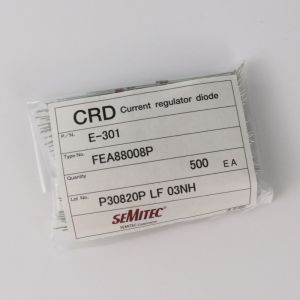 CRD Current regulator diode
P./N. E-301
Type No. FEA88008P
Quantity 500 EA
Lot No. P30820P LF 03NH
SEMITEC
SEMITEC Corporation